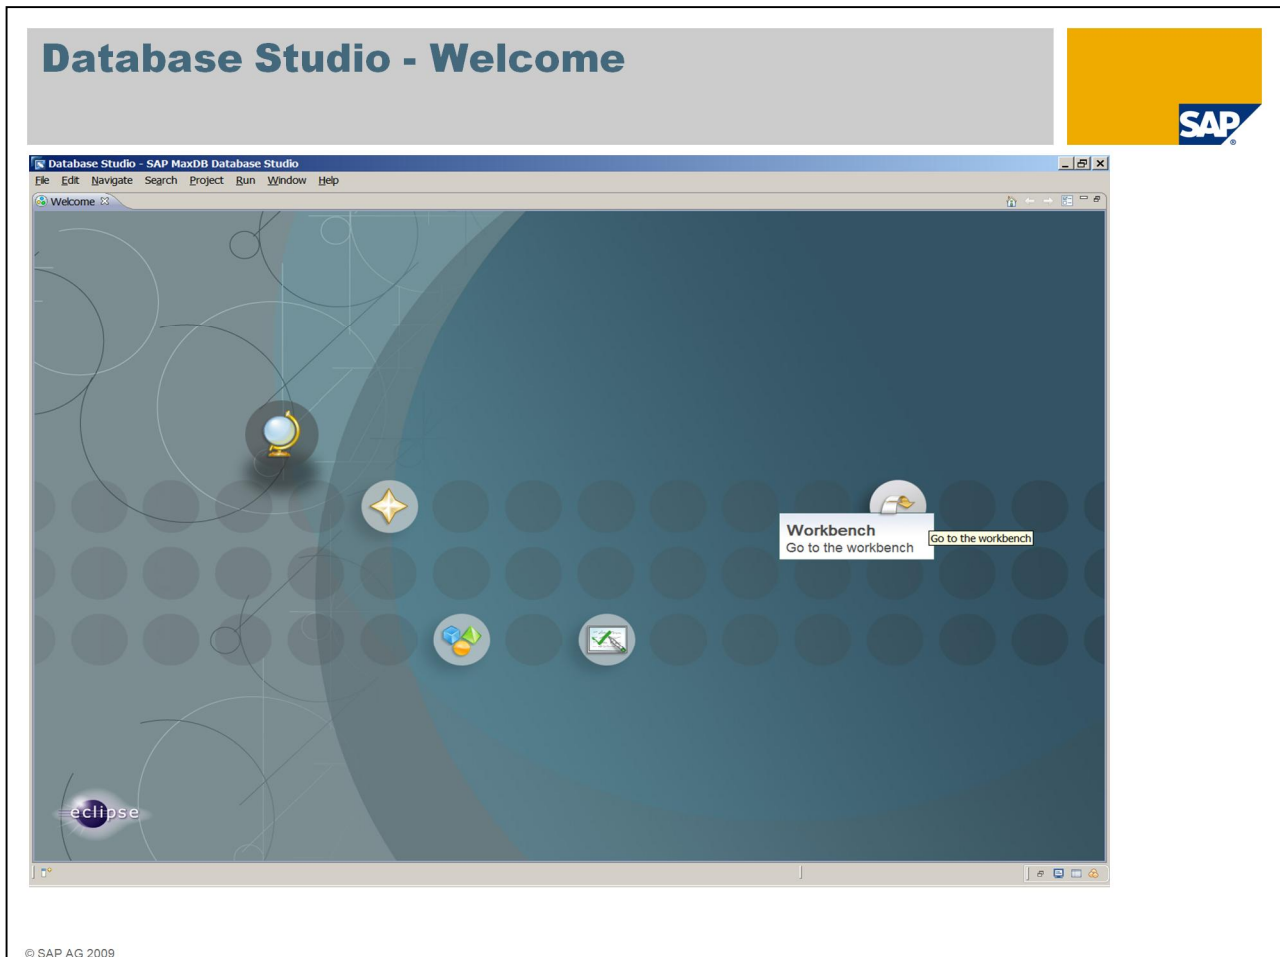 Database Studio - Welcome
SAP
®
Database Studio - SAP MaxDB Database Studio
File Edit Navigate Search Project Run Window Help
Welcome
Workbench
Go to the workbench
Go to the workbench
eclipse
© SAP AG 2009